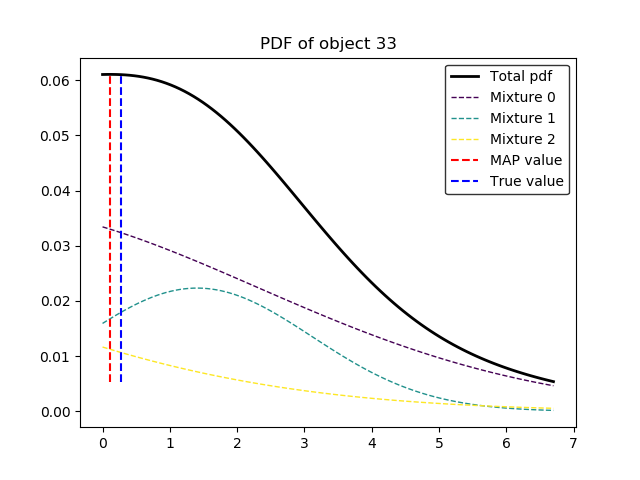 PDF of object 33
Total pdf
Mixture 0
Mixture 1
Mixture 2
MAP value
True value
0.06
0.05
0.04
0.03
0.02
0.01
0.00
0 1 2 3 4 5 6 7